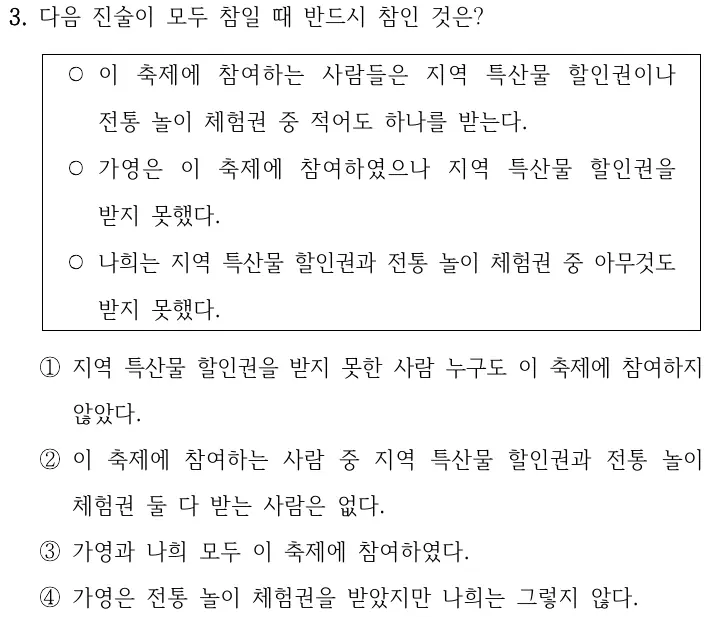 3. 다음 진술이 모두 참일 때 반드시 참인 것은?
○ 이 축제에 참여하는 사람들은 지역 특산물 할인권이나
전통 놀이 체험권 중 적어도 하나를 받는다.
○ 가영은 이 축제에 참여하였으나 지역 특산물 할인권을
받지 못했다.
○ 나희는 지역 특산물 할인권과 전통 놀이 체험권 중 아무것도
받지 못했다.
① 지역 특산물 할인권을 받지 못한 사람 누구도 이 축제에 참여하지
않았다.
② 이 축제에 참여하는 사람 중 지역 특산물 할인권과 전통 놀이
체험권 둘 다 받는 사람은 없다.
③ 가영과 나희 모두 이 축제에 참여하였다.
④ 가영은 전통 놀이 체험권을 받았지만 나희는 그렇지 않다.